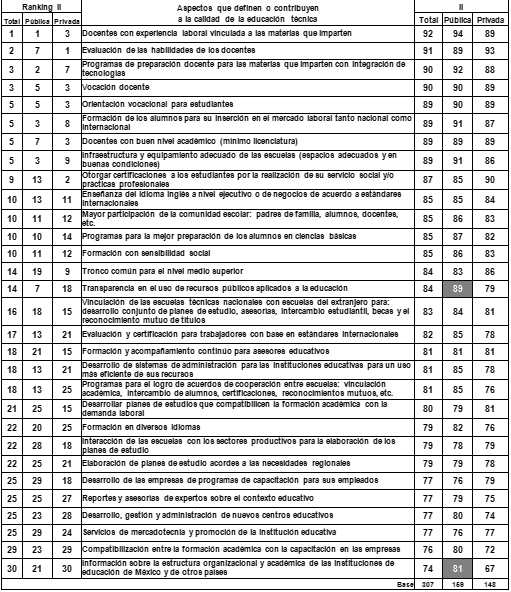 Ranking II Aspectos que definen o contribuyen II
a la calidad de la educación técnica
Total Pública Privada Total Pública Privada
1 1 3 Docentes con experiencia laboral vinculada a las materias que imparten 92 94 89
2 7 1 Evaluación de las habilidades de los docentes 91 89 93
3 2 7 Programas de preparación docente para las materias que imparten con integración de 90 92 88
tecnologías
3 5 3 Vocación docente 90 90 89
5 5 3 Orientación vocacional para estudiantes 89 90 89
5 3 8 Formación de los alumnos para su inserción en el mercado laboral tanto nacional como 89 91 87
internacional
5 7 3 Docentes con buen nivel académico (mínimo licenciatura) 89 89 89
5 3 9 Infraestructura y equipamiento adecuado de las escuelas (espacios adecuados y en 89 91 86
buenas condiciones)
9 13 2 Otorgar certificaciones a los estudiantes por la realización de su servicio social y/o 87 85 90
prácticas profesionales
10 13 11 Enseñanza del idioma inglés a nivel ejecutivo o de negocios de acuerdo a estándares 85 85 84
internacionales
10 11 12 Mayor participación de la comunidad escolar: padres de familia, alumnos, docentes, 85 86 83
etc.
10 10 14 Programas para la mejor preparación de los alumnos en ciencias básicas 85 87 82
10 11 12 Formación con sensibilidad social 85 86 83
14 19 9 Tronco común para el nivel medio superior 84 83 86
14 7 18 Transparencia en el uso de recursos públicos aplicados a la educación 84 89 79
16 18 15 Vinculación de las escuelas técnicas nacionales con escuelas del extranjero para: 83 84 81
desarrollo conjunto de planes de estudio, asesorías, intercambio estudiantil, becas y el
reconocimiento mutuo de títulos
17 13 21 Evaluación y certificación para trabajadores con base en estándares internacionales 82 85 78
18 21 15 Formación y acompañamiento continuo para asesores educativos 81 81 81
18 13 21 Desarrollo de sistemas de administración para las instituciones educativas para un uso 81 85 78
más eficiente de sus recursos
18 13 25 Programas para el logro de acuerdos de cooperación entre escuelas: vinculación 81 85 76
académica, intercambio de alumnos, certificaciones, reconocimientos mutuos, etc.
21 25 15 Desarrollar planes de estudios que compatibilicen la formación académica con la 80 79 81
demanda laboral
22 20 25 Formación en diversos idiomas 79 82 76
22 28 18 Interacción de las escuelas con los sectores productivos para la elaboración de los 79 78 79
planes de estudio
22 25 21 Elaboración de planes de estudio acordes a las necesidades regionales 79 79 78
25 29 18 Desarrollo de las empresas de programas de capacitación para sus empleados 77 76 79
25 25 27 Reportes y asesorías de expertos sobre el contexto educativo 77 79 75
25 23 28 Desarrollo, gestión y administración de nuevos centros educativos 77 80 74
25 29 24 Servicios de mercadotecnia y promoción de la institución educativa 77 76 77
29 23 29 Compatibilización entre la formación académica con la capacitación en las empresas 76 80 72
30 21 30 Información sobre la estructura organizacional y académica de las instituciones de 74 81 67
educación de México y de otros países
Base 307 159 148